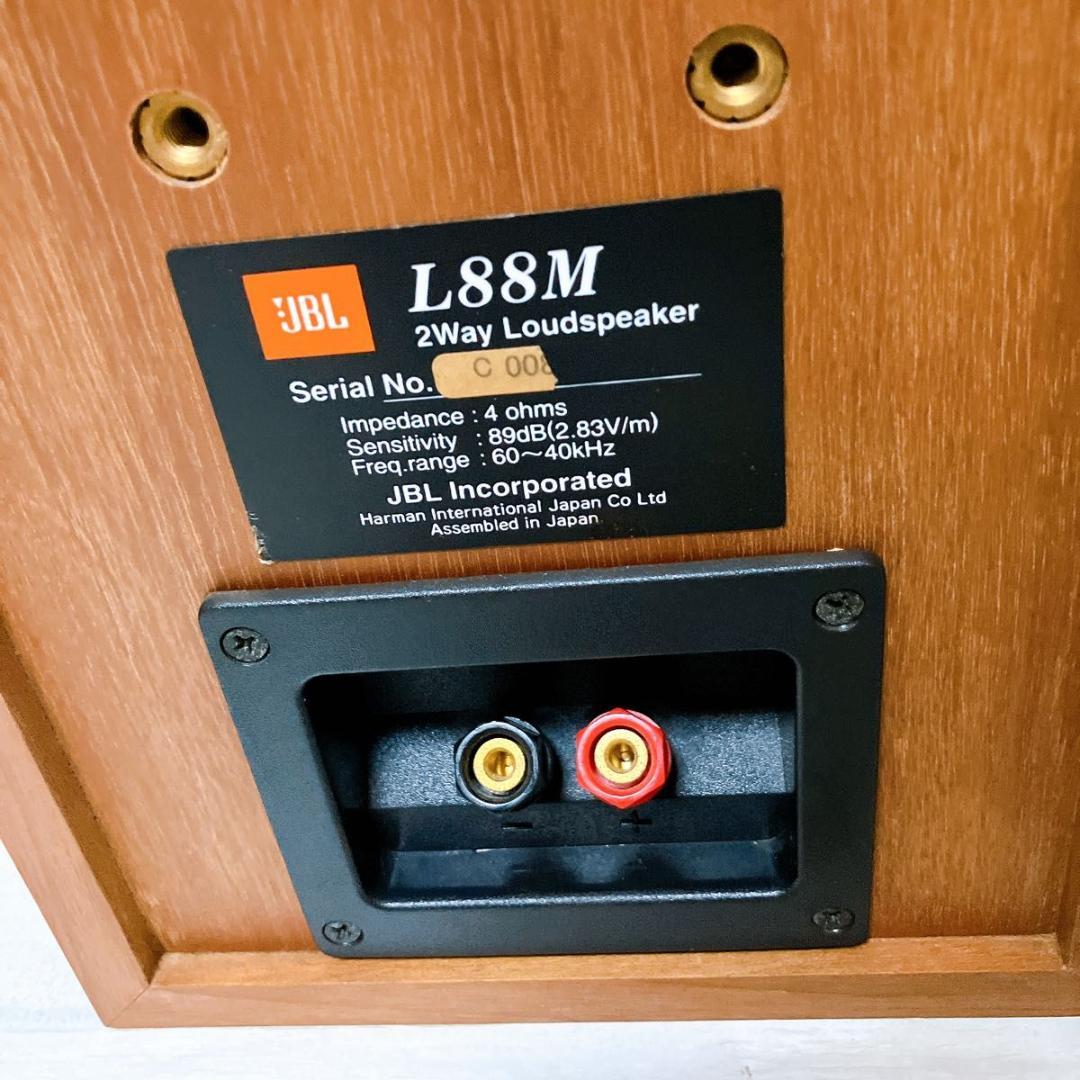 JBL
L88M
2Way Loudspeaker
Serial No. C 008
Impedance : 4 ohms
Sensitivity : 89dB(2.83V/m)
Freq.range : 60～40kHz
JBL Incorporated
Harman International Japan Co Ltd
Assembled in Japan
− +